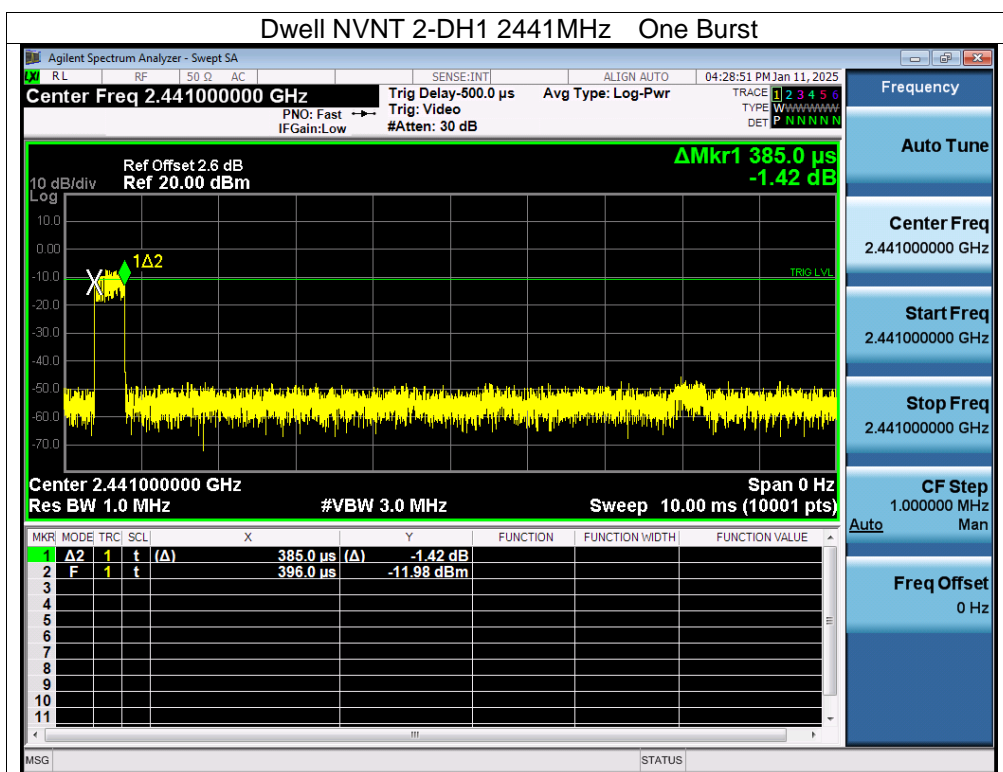 Dwell NVNT 2-DH1 2441MHz One Burst
Agilent Spectrum Analyzer - Swept SA
LXI RL RF 50 Ω AC SENSE:INT ALIGN AUTO 04:28:51 PM Jan 11, 2025
Center Freq 2.441000000 GHz Trig Delay-500.0 µs Avg Type: Log-Pwr TRACE 1 2 3 4 5 6
PNO: Fast Trig: Video TYPE WWWWWW
IFGain:Low #Atten: 30 dB DET P N N N N N
Ref Offset 2.6 dB ΔMkr1 385.0 µs
10 dB/div Ref 20.00 dBm -1.42 dB
Log
10.0
0.00
1Δ2
-10.0 TRIG LVL
-20.0
-30.0
-40.0
-50.0
-60.0
-70.0
Center 2.441000000 GHz Span 0 Hz
Res BW 1.0 MHz #VBW 3.0 MHz Sweep 10.00 ms (10001 pts)
MKR MODE TRC SCL X Y FUNCTION FUNCTION WIDTH FUNCTION VALUE
1 Δ2 1 t (Δ) 385.0 µs (Δ) -1.42 dB
2 F 1 t 396.0 µs -11.98 dBm
3
4
5
6
7
8
9
10
11
MSG STATUS
Frequency
Auto Tune
Center Freq
2.441000000 GHz
Start Freq
2.441000000 GHz
Stop Freq
2.441000000 GHz
CF Step
1.000000 MHz
Auto Man
Freq Offset
0 Hz